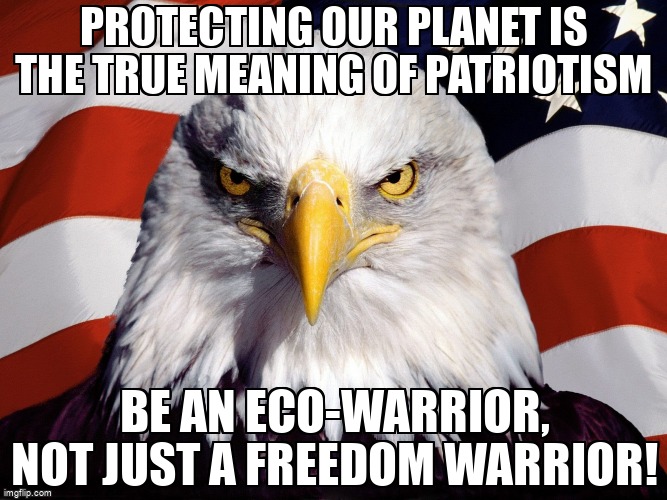 PROTECTING OUR PLANET IS
THE TRUE MEANING OF PATRIOTISM
BE AN ECO-WARRIOR,
NOT JUST A FREEDOM WARRIOR!
imgflip.com